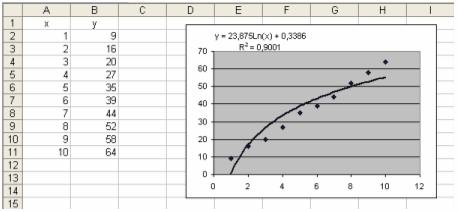 A B C D E F G H I
1 x y
2 1 9
3 2 16
4 3 20
5 4 27
6 5 35
7 6 39
8 7 44
9 8 52
10 9 58
11 10 64
12
13
14
15
y = 23,875Ln(x) + 0,3386
R² = 0,9001
70
60
50
40
30
20
10
0
0 2 4 6 8 10 12